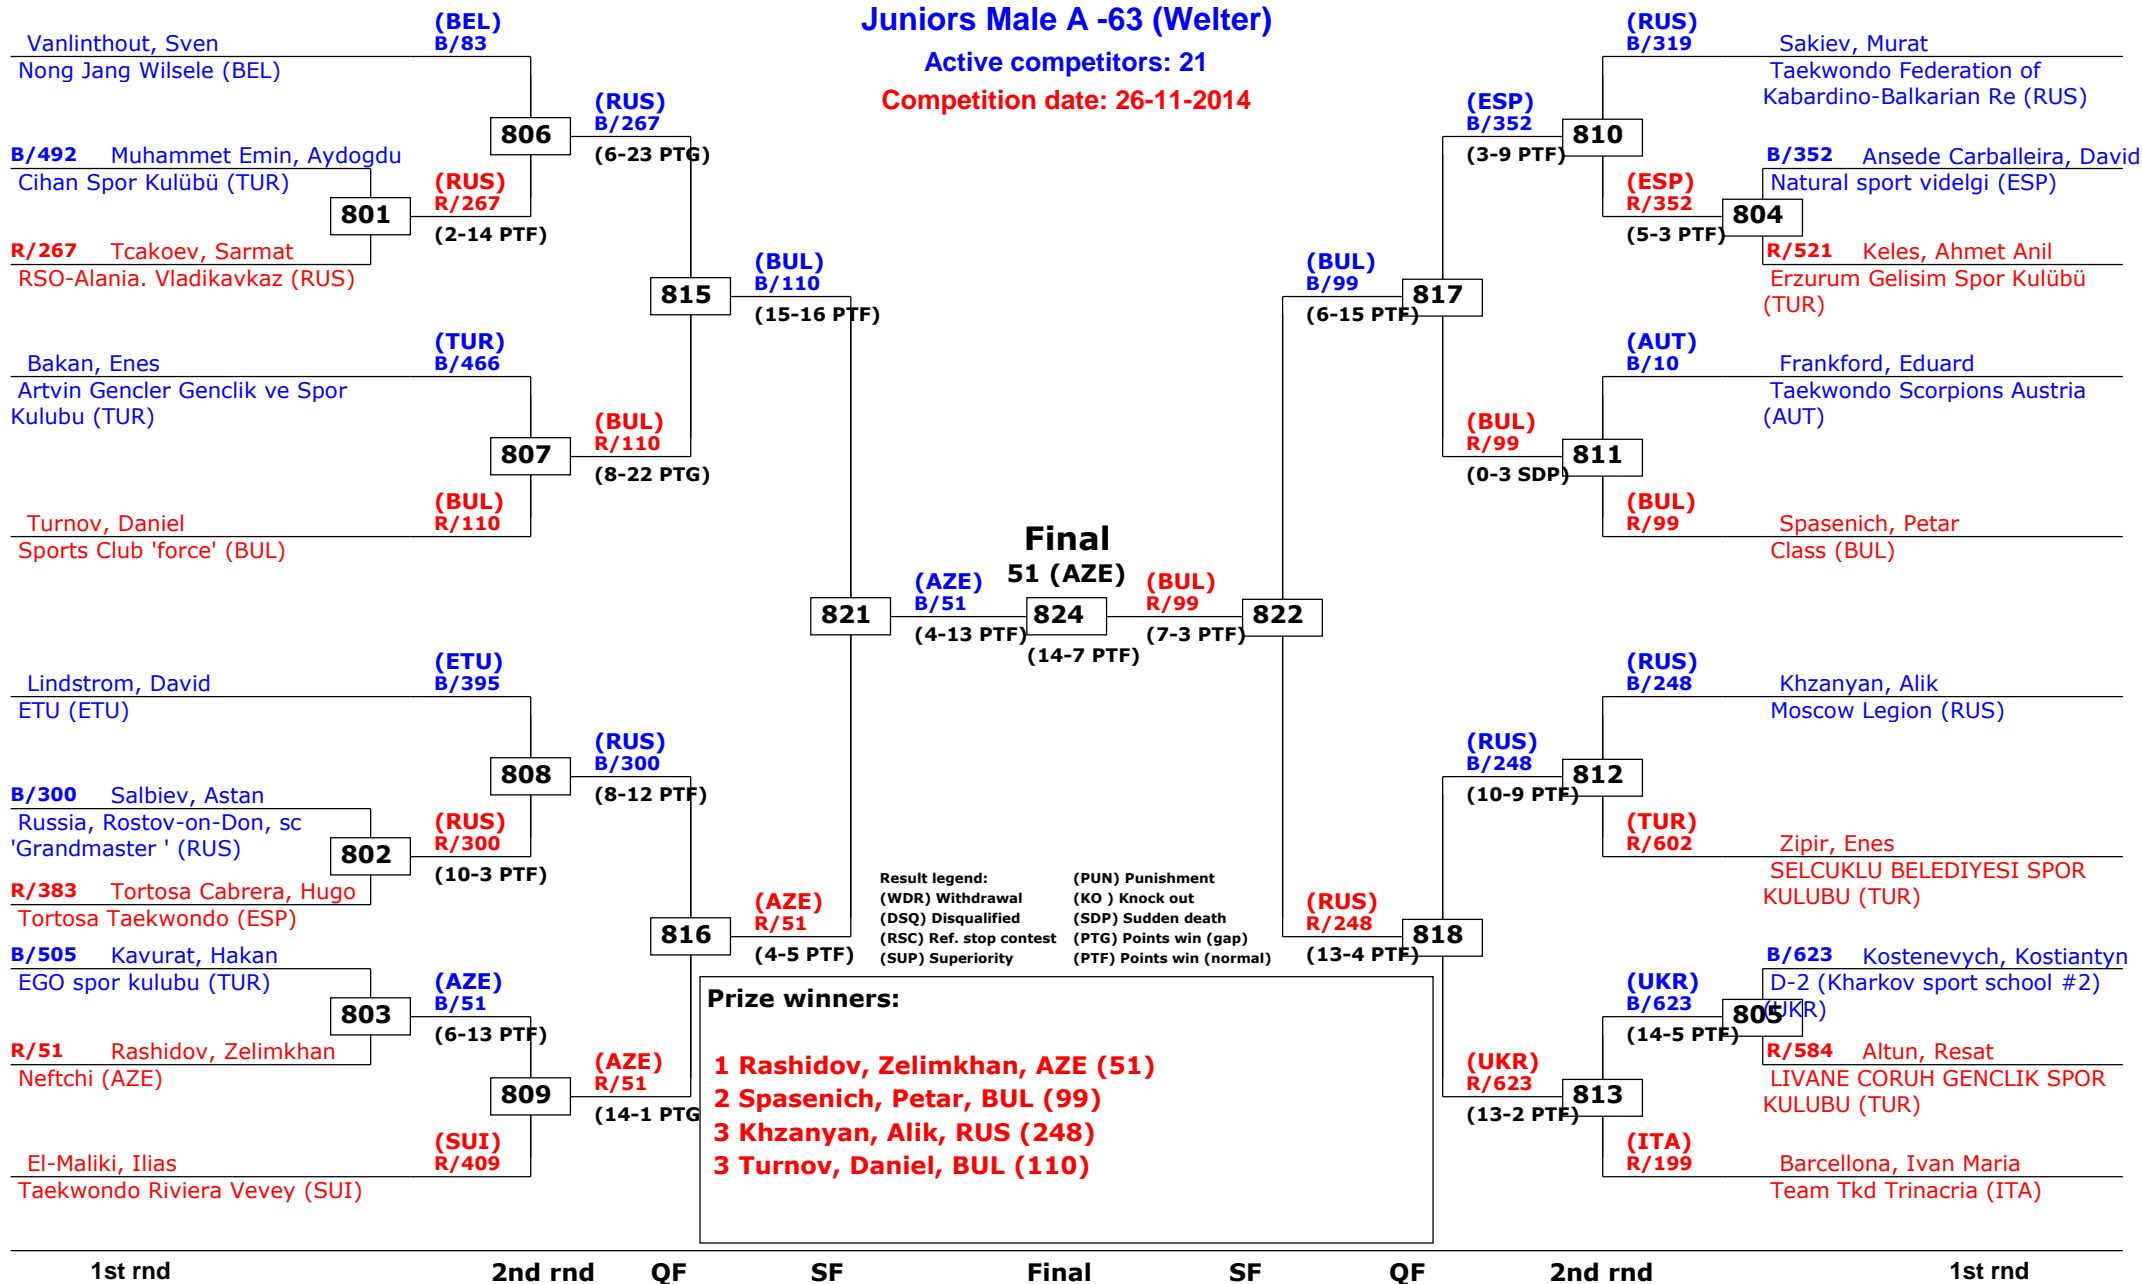 Juniors Male A -63 (Welter)
Active competitors: 21
Competition date: 26-11-2014
(BEL)
B/83
Vanlinthout, Sven
Nong Jang Wilsele (BEL)
806
(RUS)
B/267
(6-23 PTG)
B/492 Muhammet Emin, Aydogdu
Cihan Spor Kulübü (TUR)
801
(RUS)
R/267
(2-14 PTF)
R/267 Tcakoev, Sarmat
RSO-Alania. Vladikavkaz (RUS)
815
(BUL)
B/110
(15-16 PTF)
(TUR)
B/466
Bakan, Enes
Artvin Gencler Genclik ve Spor
Kulubu (TUR)
807
(BUL)
R/110
(8-22 PTG)
(BUL)
R/110
Turnov, Daniel
Sports Club 'force' (BUL)
821
(AZE)
B/51
(4-13 PTF)
Final
51 (AZE)
824
(14-7 PTF)
(BUL)
R/99
(7-3 PTF)
822
(ETU)
B/395
Lindstrom, David
ETU (ETU)
808
(RUS)
B/300
(8-12 PTF)
B/300 Salbiev, Astan
Russia, Rostov-on-Don, sc
'Grandmaster ' (RUS)
802
(RUS)
R/300
(10-3 PTF)
R/383 Tortosa Cabrera, Hugo
Tortosa Taekwondo (ESP)
816
(AZE)
R/51
(4-5 PTF)
B/505 Kavurat, Hakan
EGO spor kulubu (TUR)
803
(AZE)
B/51
(6-13 PTF)
R/51 Rashidov, Zelimkhan
Neftchi (AZE)
809
(AZE)
R/51
(14-1 PTG
(SUI)
R/409
El-Maliki, Ilias
Taekwondo Riviera Vevey (SUI)
(RUS)
B/319
Sakiev, Murat
Taekwondo Federation of
Kabardino-Balkarian Re (RUS)
(ESP)
B/352
810
(3-9 PTF)
B/352 Ansede Carballeira, David
Natural sport videlgi (ESP)
(ESP)
R/352
804
(5-3 PTF)
R/521 Keles, Ahmet Anil
Erzurum Gelisim Spor Kulübü
(TUR)
(BUL)
B/99
817
(6-15 PTF)
(AUT)
B/10
Frankford, Eduard
Taekwondo Scorpions Austria
(AUT)
(BUL)
R/99
811
(0-3 SDP)
(BUL)
R/99
Spasenich, Petar
Class (BUL)
(RUS)
B/248
Khzanyan, Alik
Moscow Legion (RUS)
(RUS)
B/248
812
(10-9 PTF)
(TUR)
R/602
Zipir, Enes
SELCUKLU BELEDIYESI SPOR
KULUBU (TUR)
(RUS)
R/248
818
(13-4 PTF)
B/623 Kostenevych, Kostiantyn
D-2 (Kharkov sport school #2)
(UKR)
(UKR)
B/623
805
(14-5 PTF)
R/584 Altun, Resat
LIVANE CORUH GENCLIK SPOR
KULUBU (TUR)
(UKR)
R/623
813
(13-2 PTF)
(ITA)
R/199
Barcellona, Ivan Maria
Team Tkd Trinacria (ITA)
Result legend:
(WDR) Withdrawal
(DSQ) Disqualified
(RSC) Ref. stop contest
(SUP) Superiority
(PUN) Punishment
(KO ) Knock out
(SDP) Sudden death
(PTG) Points win (gap)
(PTF) Points win (normal)
Prize winners:
1 Rashidov, Zelimkhan, AZE (51)
2 Spasenich, Petar, BUL (99)
3 Khzanyan, Alik, RUS (248)
3 Turnov, Daniel, BUL (110)
1st rnd 2nd rnd QF SF Final SF QF 2nd rnd 1st rnd